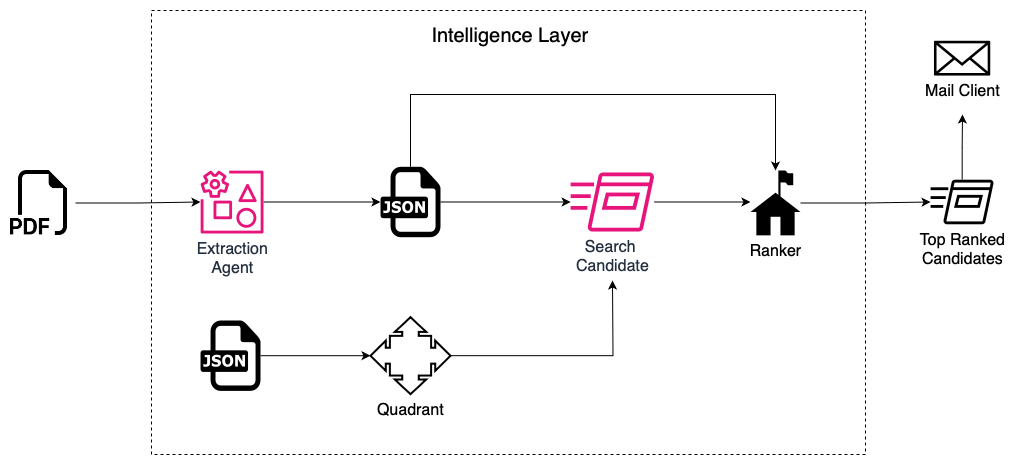 Intelligence Layer
Mail Client
PDF
JSON
Extraction
Agent
Search
Candidate
Ranker
Top Ranked
Candidates
JSON
Quadrant